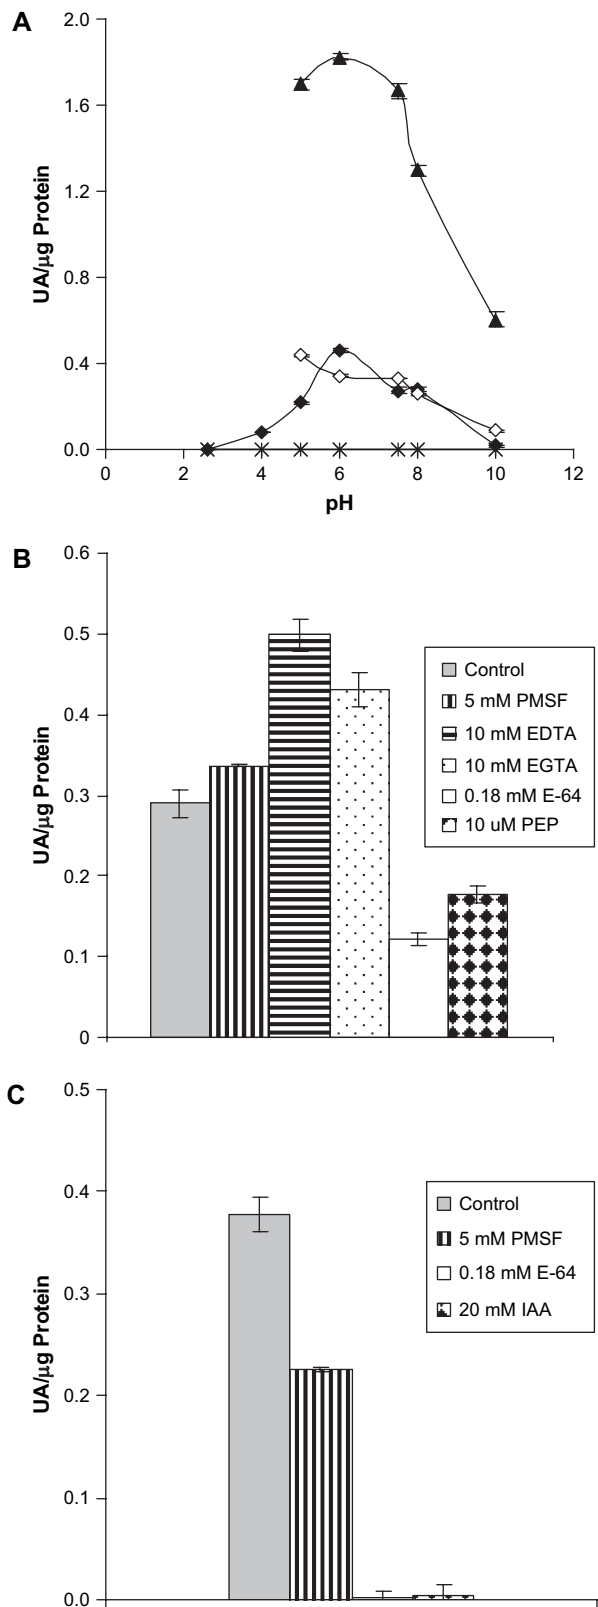 A
2.0
1.6
1.2
0.8
0.4
0.0
UA/µg Protein
0 2 4 6 8 10 12
pH
B
0.6
0.5
0.4
0.3
0.2
0.1
0
UA/µg Protein
Control
5 mM PMSF
10 mM EDTA
10 mM EGTA
0.18 mM E-64
10 uM PEP
C
0.5
0.4
0.3
0.2
0.1
0.0
UA/µg Protein
Control
5 mM PMSF
0.18 mM E-64
20 mM IAA